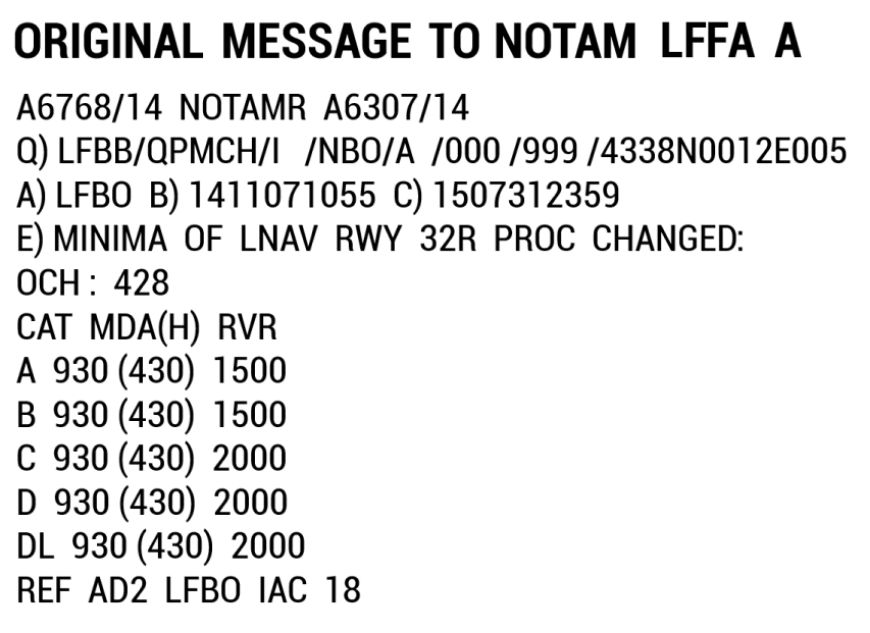 ORIGINAL MESSAGE TO NOTAM LFFA A
A6768/14 NOTAMR A6307/14
Q) LFBB/QPMCH/I /NBO/A /000 /999 /4338N0012E005
A) LFBO B) 1411071055 C) 1507312359
E) MINIMA OF LNAV RWY 32R PROC CHANGED:
OCH : 428
CAT MDA(H) RVR
A 930 (430) 1500
B 930 (430) 1500
C 930 (430) 2000
D 930 (430) 2000
DL 930 (430) 2000
REF AD2 LFBO IAC 18